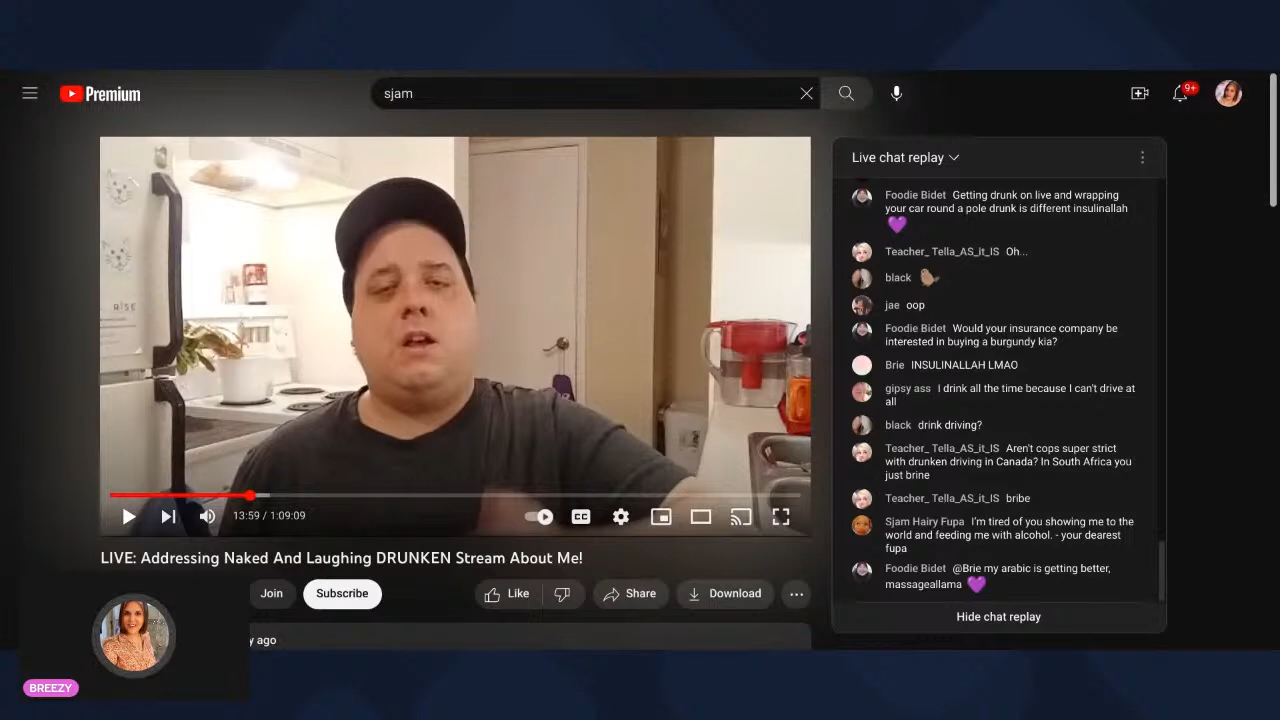 Premium
sjam
9+
Live chat replay
Foodie Bidet Getting drunk on live and wrapping
your car round a pole drunk is different insulinallah
Teacher_ Tella_AS_it_IS Oh...
black
jae oop
Foodie Bidet Would your insurance company be
interested in buying a burgundy kia?
Brie INSULINALLAH LMAO
gipsy ass I drink all the time because I can't drive at
all
black drink driving?
Teacher_ Tella_AS_it_IS Aren't cops super strict
with drunken driving in Canada? In South Africa you
just brine
Teacher_ Tella_AS_it_IS bribe
Sjam Hairy Fupa I'm tired of you showing me to the
world and feeding me with alcohol. - your dearest
fupa
Foodie Bidet @Brie my arabic is getting better,
massageallama
Hide chat replay
RISE
13:59 / 1:09:09
CC
LIVE: Addressing Naked And Laughing DRUNKEN Stream About Me!
Join
Subscribe
Like
Share
Download
y ago
BREEZY